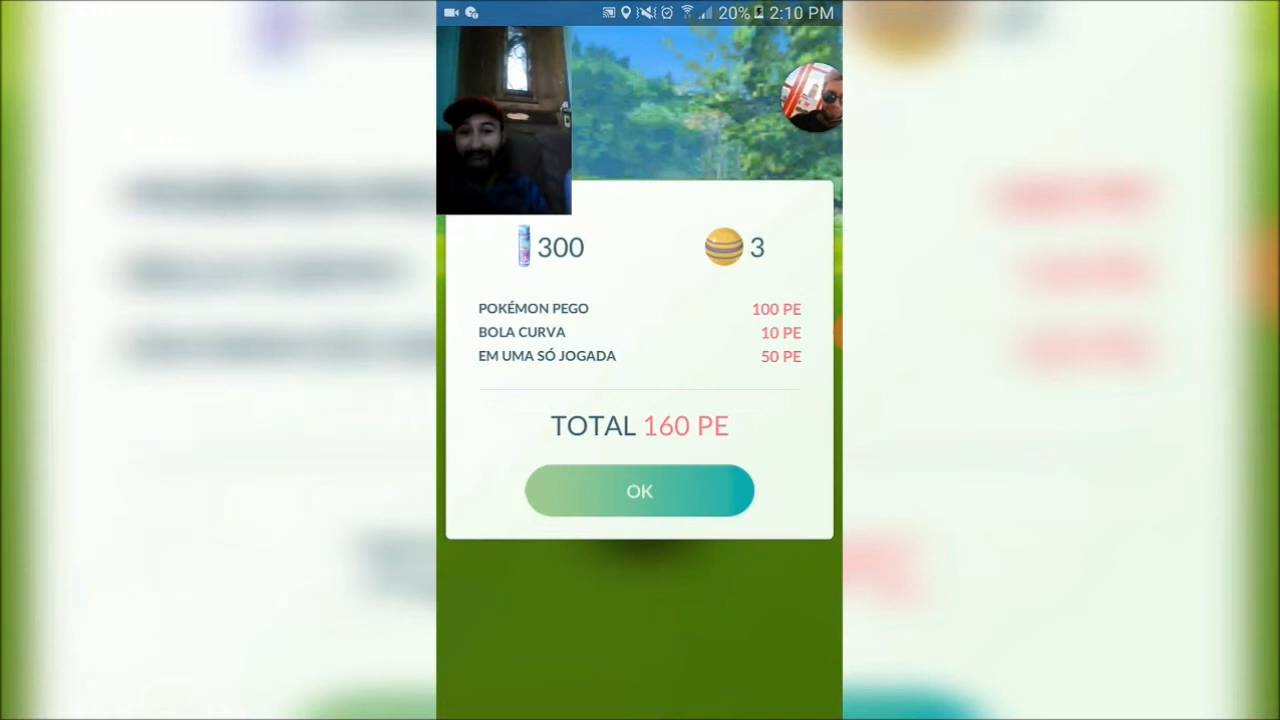 20% 2:10 PM
300 3
POKÉMON PEGO 100 PE
BOLA CURVA 10 PE
EM UMA SÓ JOGADA 50 PE
TOTAL 160 PE
OK